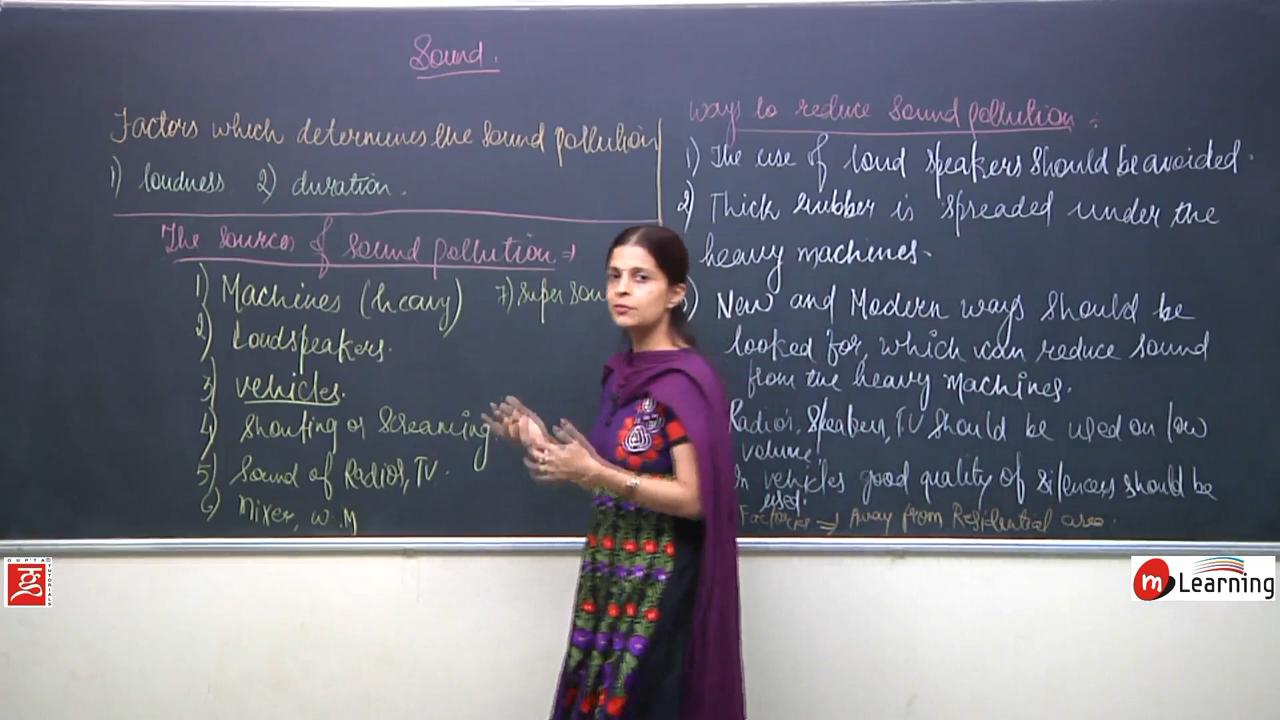 Sound.
Factors which determines the sound pollution
1) loudness 2) duration.
The sources of sound pollution ⇒
1) Machines (heavy) 7) Super sou
2) Loudspeakers.
3) vehicles.
4) Shouting or Screaming
5) Sound of Radios, TV.
6) Mixer, W.M
Ways to reduce sound pollution :
1) The use of loud speakers should be avoided.
2) Thick rubber is spreaded under the
heavy machines.
) New and Modern ways should be
looked for, which can reduce sound
from the heavy Machines.
Radios, Speakers, TV should be used on low
volume.
In vehicles good quality of silencers should be
used.
Factories ⇒ Away from Residential area.
GUPTA TUTORIALS
m Learning